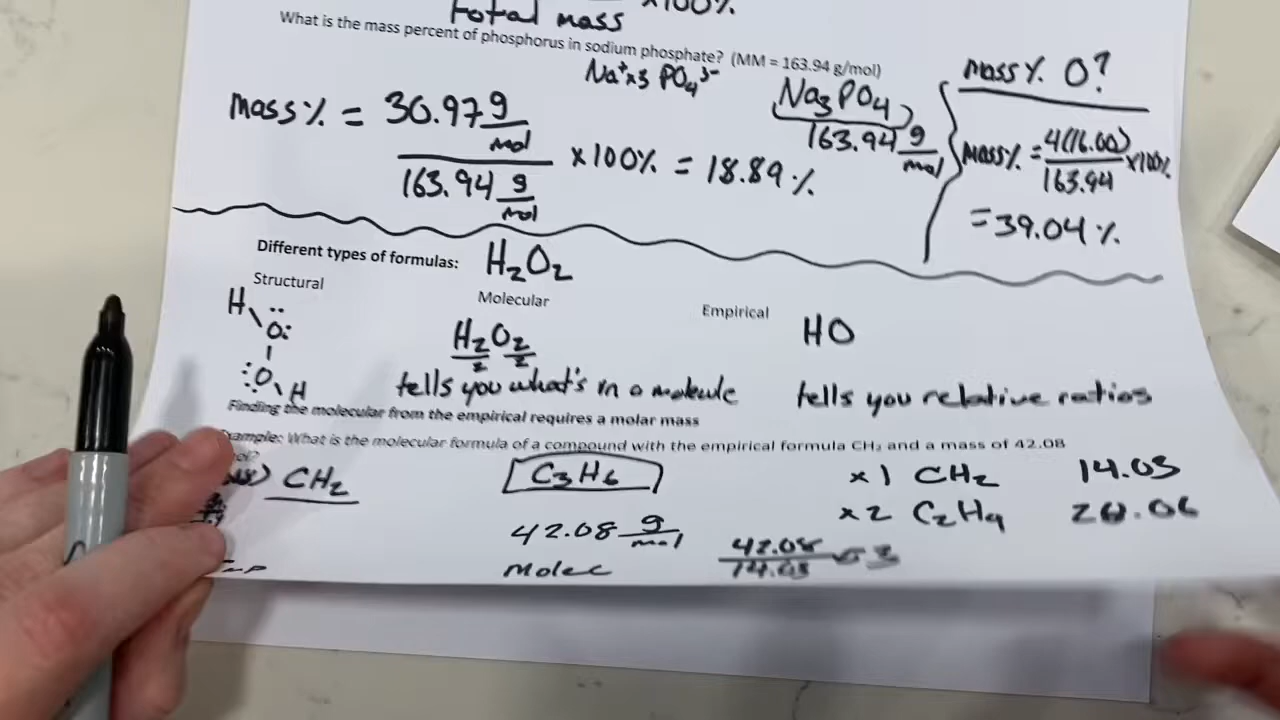 total mass
x100%
What is the mass percent of phosphorus in sodium phosphate? (MM = 163.94 g/mol)
Na⁺x3 PO₄³⁻
Na₃PO₄
163.94 g/mol
mass % = 30.97 g/mol / 163.94 g/mol x100% = 18.89 %
mass % O?
mass % = 4(16.00) / 163.94 x100%
= 39.04 %
Different types of formulas: H₂O₂
Structural
H
O
O
H
Molecular
H₂O₂
2 2
tells you what's in a molecule
Empirical
HO
tells you relative ratios
Finding the molecular from the empirical requires a molar mass
Example: What is the molecular formula of a compound with the empirical formula CH₂ and a mass of 42.08
CH₂
C₃H₆
42.08 g/mol
Molec
x1 CH₂ 14.03
x2 C₂H₄ 28.06
42.08 / 14.03 = 3